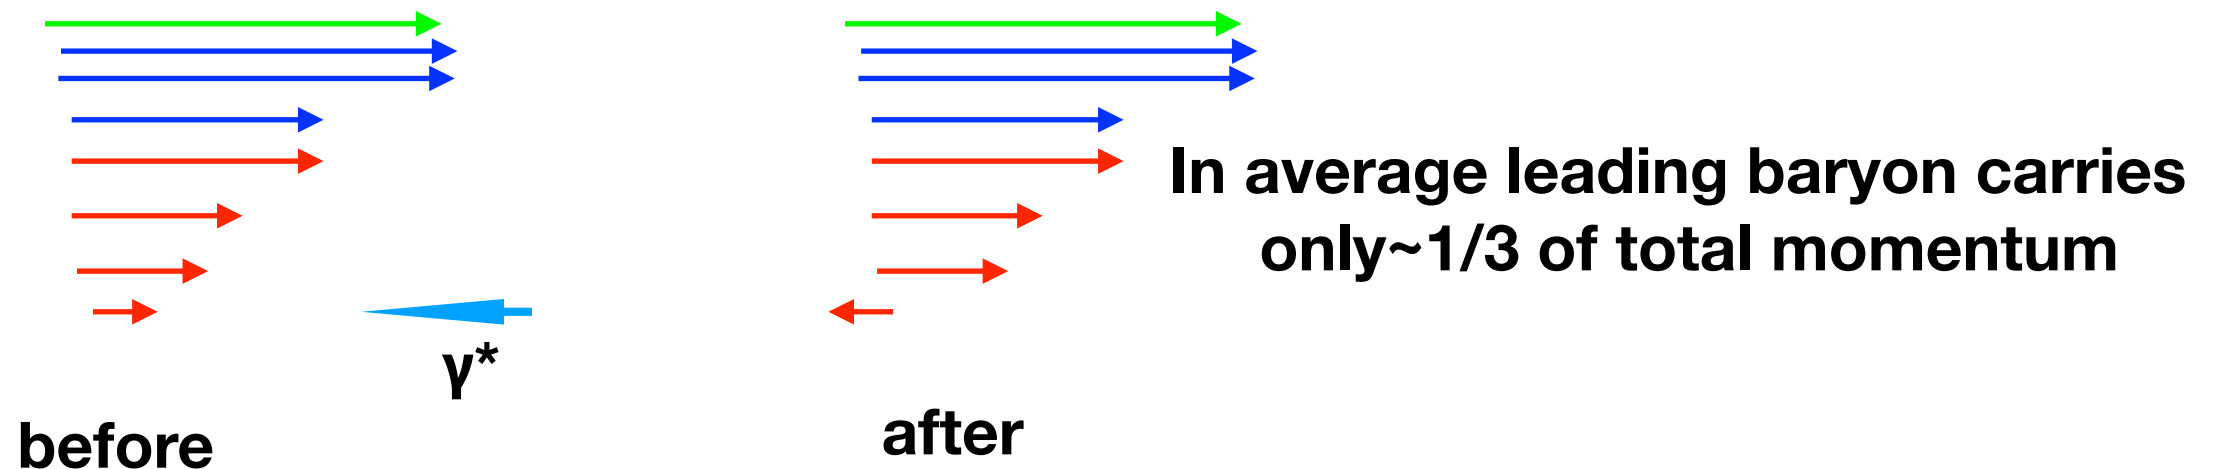 In average leading baryon carries
only~1/3 of total momentum
γ*
before
after